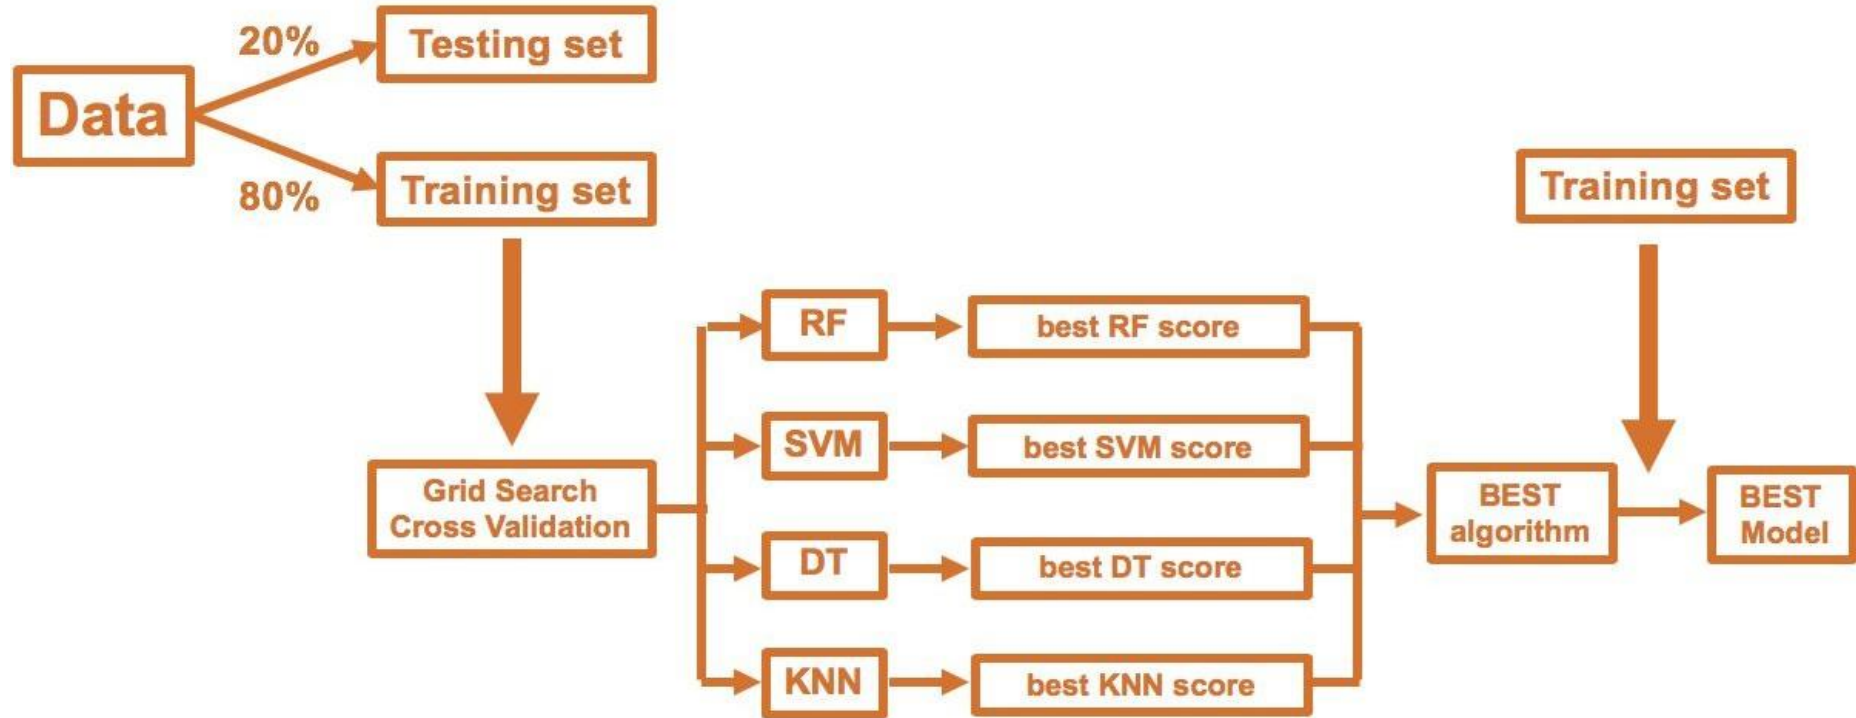 20%
Testing set
Data
80%
Training set
Training set
RF
best RF score
SVM
best SVM score
Grid Search
Cross Validation
BEST
algorithm
BEST
Model
DT
best DT score
KNN
best KNN score